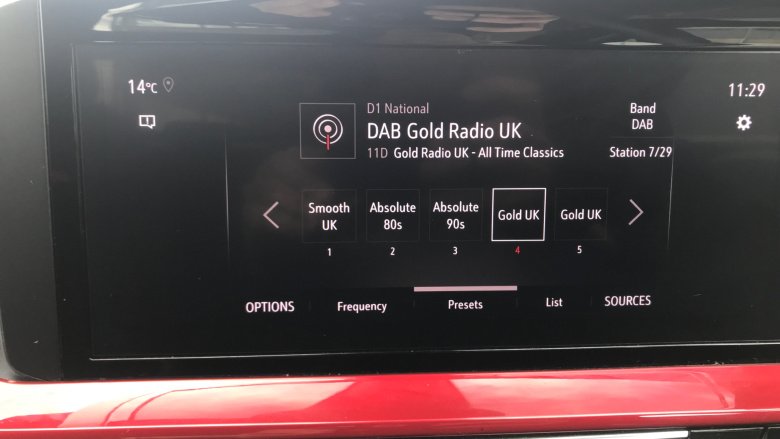 14°C
11:29
D1 National
DAB Gold Radio UK
11D Gold Radio UK - All Time Classics
Band
DAB
Station 7/29
Smooth
UK
Absolute
80s
Absolute
90s
Gold UK
Gold UK
1
2
3
4
5
OPTIONS
Frequency
Presets
List
SOURCES